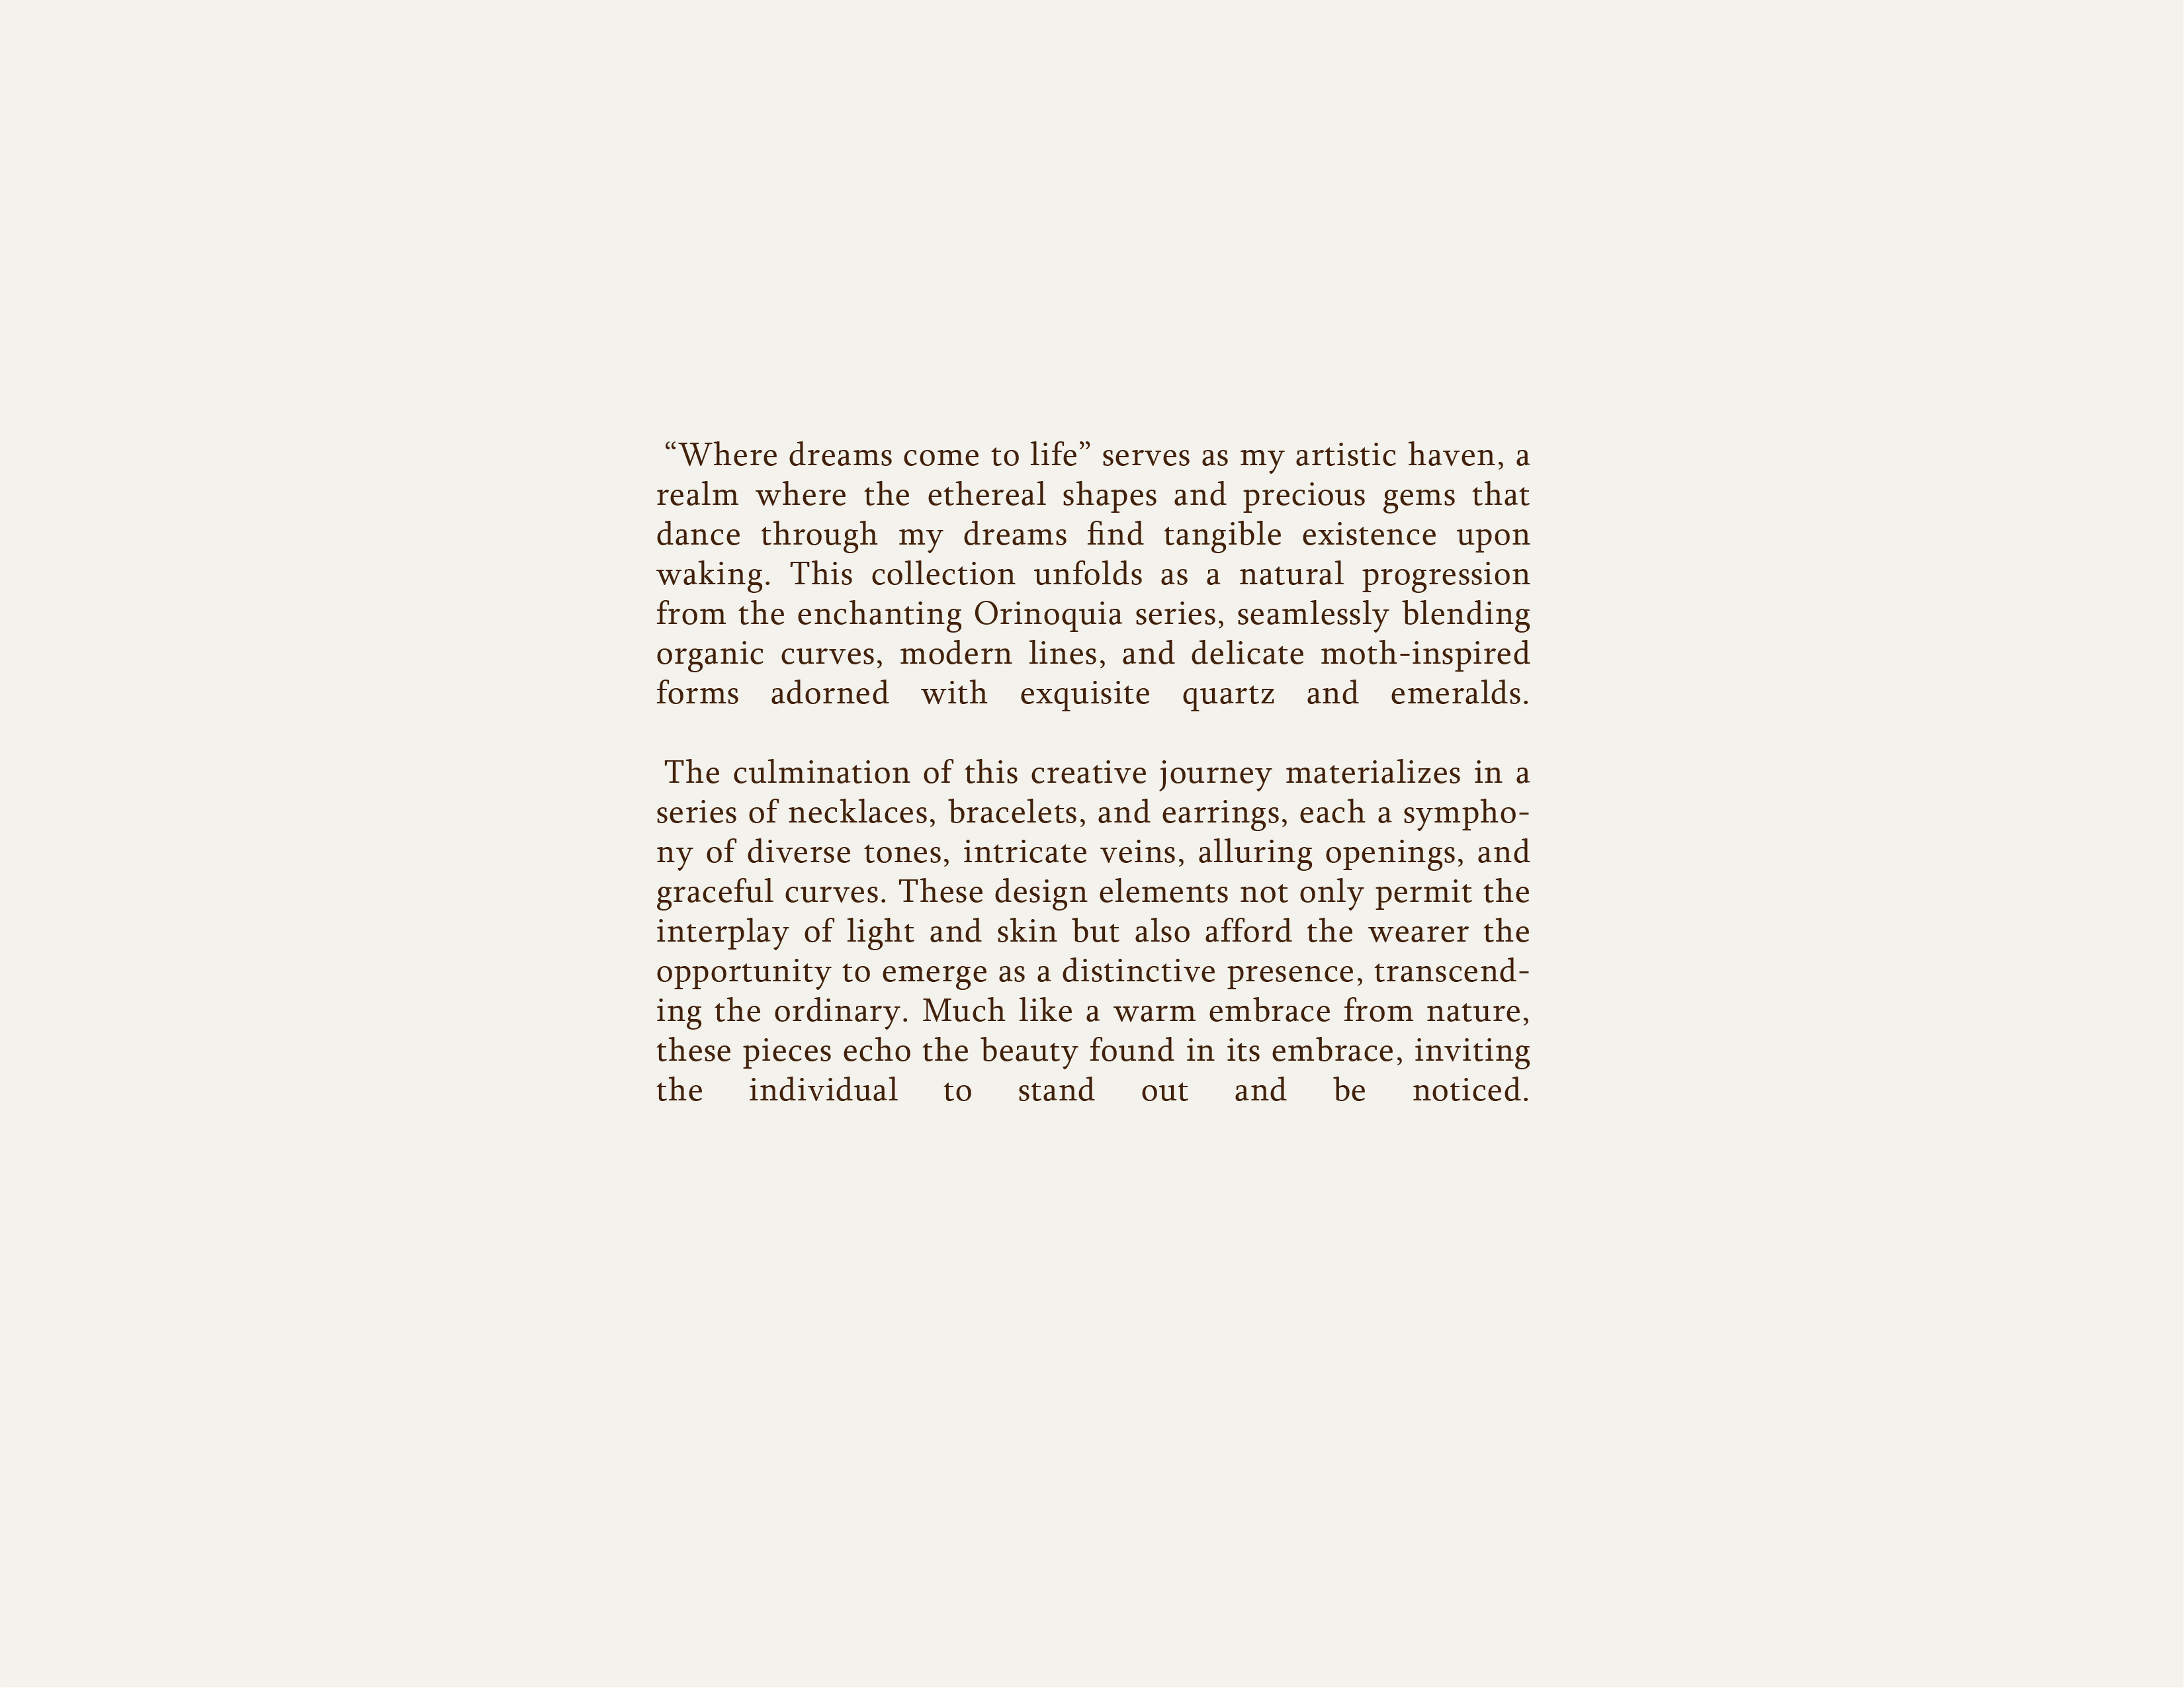 “Where dreams come to life” serves as my artistic haven, a
realm where the ethereal shapes and precious gems that
dance through my dreams find tangible existence upon
waking. This collection unfolds as a natural progression
from the enchanting Orinoquia series, seamlessly blending
organic curves, modern lines, and delicate moth-inspired
forms adorned with exquisite quartz and emeralds.
The culmination of this creative journey materializes in a
series of necklaces, bracelets, and earrings, each a sympho-
ny of diverse tones, intricate veins, alluring openings, and
graceful curves. These design elements not only permit the
interplay of light and skin but also afford the wearer the
opportunity to emerge as a distinctive presence, transcend-
ing the ordinary. Much like a warm embrace from nature,
these pieces echo the beauty found in its embrace, inviting
the individual to stand out and be noticed.